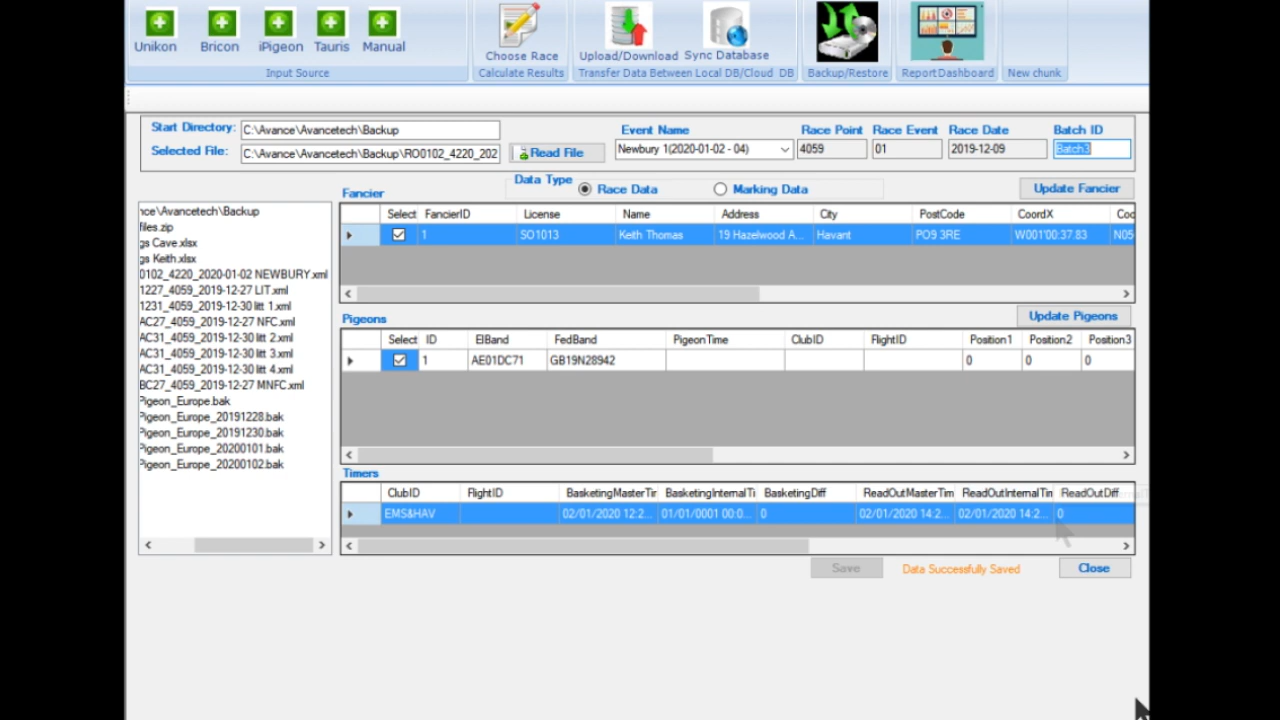 Unikon Bricon iPigeon Tauris Manual Choose Race Upload/Download Sync Database
Input Source Calculate Results Transfer Data Between Local DB/Cloud DB Backup/Restore ReportDashboard New chunk
Start Directory: C:\Avance\Avancetech\Backup Event Name Race Point Race Event Race Date Batch ID
Selected File: C:\Avance\Avancetech\Backup\RO0102_4220_202 Read File Newbury 1(2020-01-02 - 04) 4059 01 2019-12-09 Batch3
Data Type Race Data Marking Data Update Fancier
Fancier
Select FancierID License Name Address City PostCode CoordX Coo
1 SO1013 Keith Thomas 19 Hazelwood A... Havant PO9 3RE W001'00:37.83 N05
nce\Avancetech\Backup
files.zip
gs Cave.xlsx
gs Keith.xlsx
0102_4220_2020-01-02 NEWBURY.xml
1227_4059_2019-12-27 LIT.xml
1231_4059_2019-12-30 litt 1.xml
AC27_4059_2019-12-27 NFC.xml
AC31_4059_2019-12-30 litt 2.xml
AC31_4059_2019-12-30 litt 3.xml
AC31_4059_2019-12-30 litt 4.xml
BC27_4059_2019-12-27 MNFC.xml
Pigeon_Europe.bak
Pigeon_Europe_20191228.bak
Pigeon_Europe_20191230.bak
Pigeon_Europe_20200101.bak
Pigeon_Europe_20200102.bak
Pigeons Update Pigeons
Select ID ElBand FedBand PigeonTime ClubID FlightID Position1 Position2 Position3
1 AE01DC71 GB19N28942 0 0 0
Timers
ClubID FlightID BasketingMasterTir BasketingInternalTi BasketingDiff ReadOutMasterTim ReadOutInternalTin ReadOutDiff
EMS&HAV 02/01/2020 12:2... 01/01/0001 00:0... 0 02/01/2020 14:2... 02/01/2020 14:2... 0
Save Data Successfully Saved Close